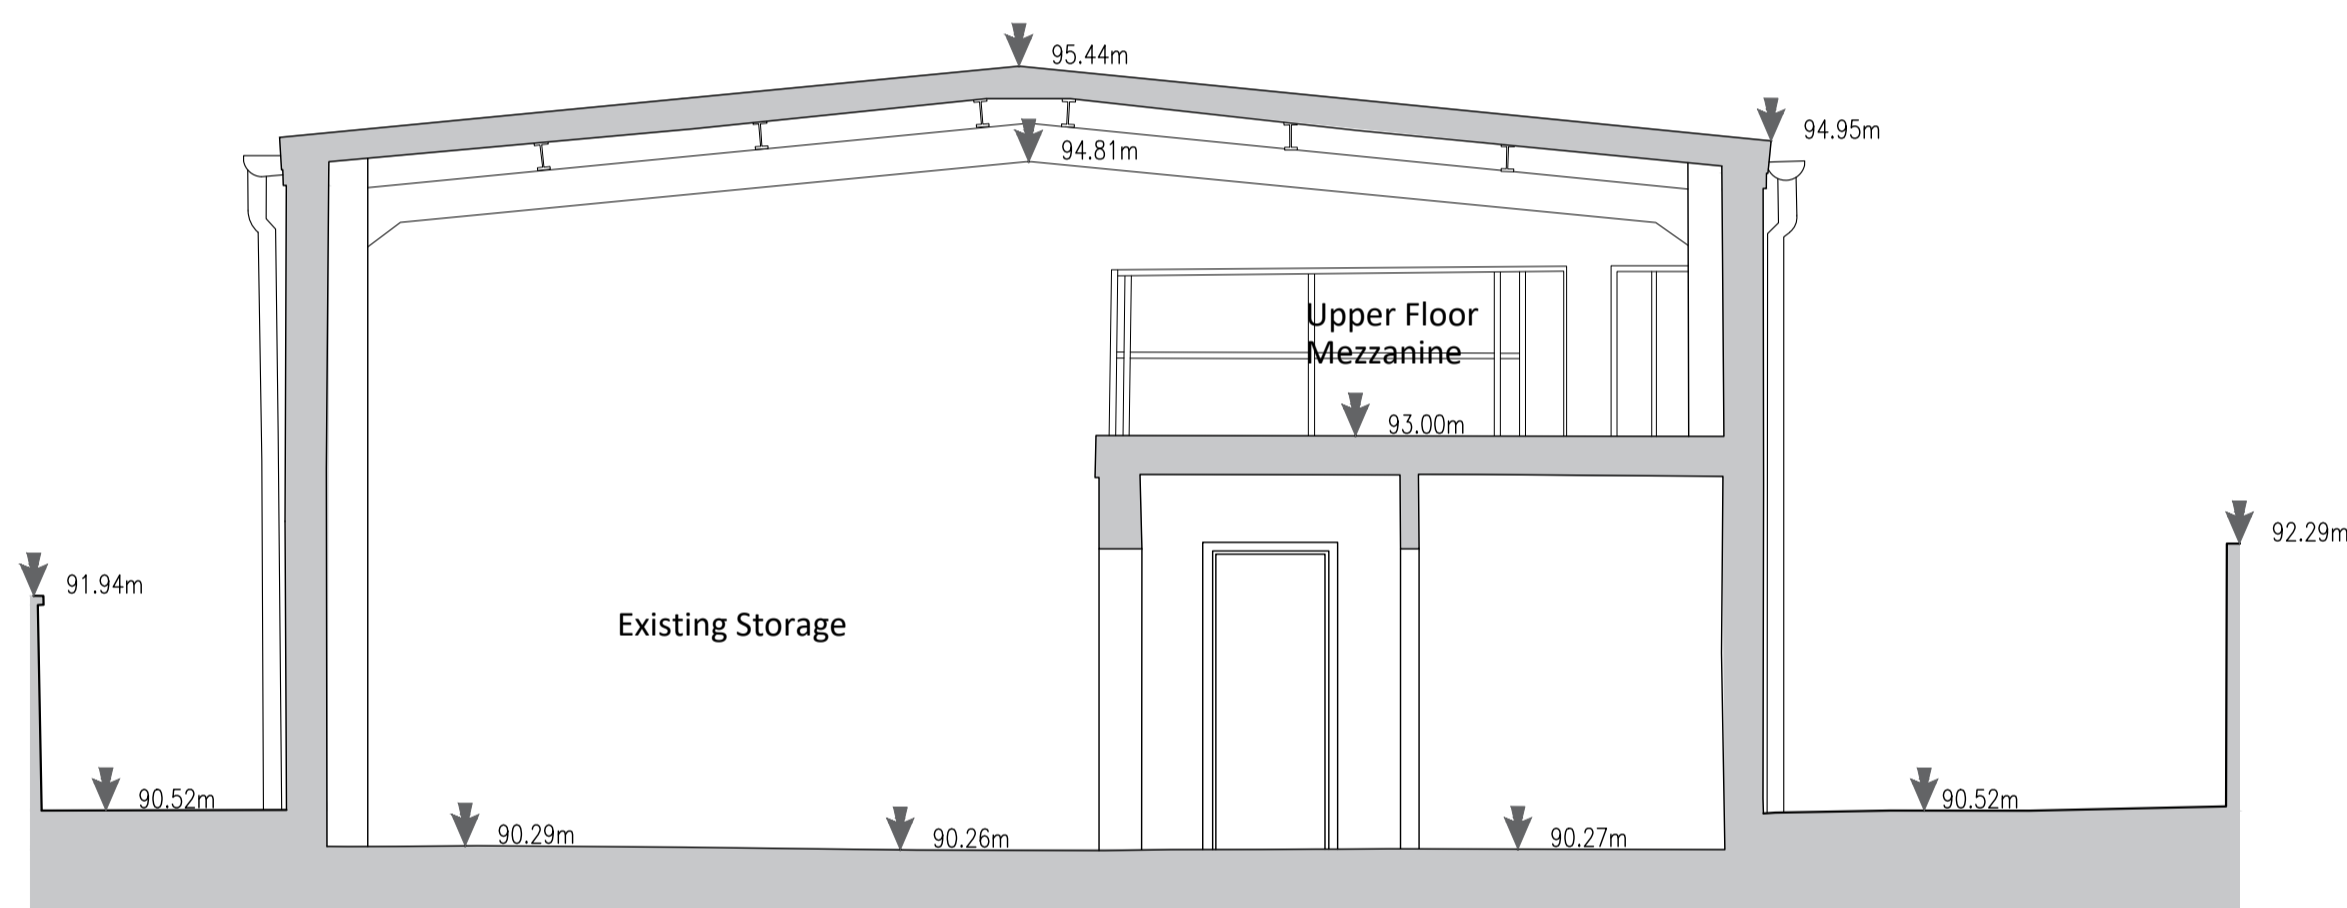 95.44m
94.95m
94.81m
Upper Floor
Mezzanine
93.00m
92.29m
91.94m
Existing Storage
90.52m
90.52m
90.29m
90.26m
90.27m